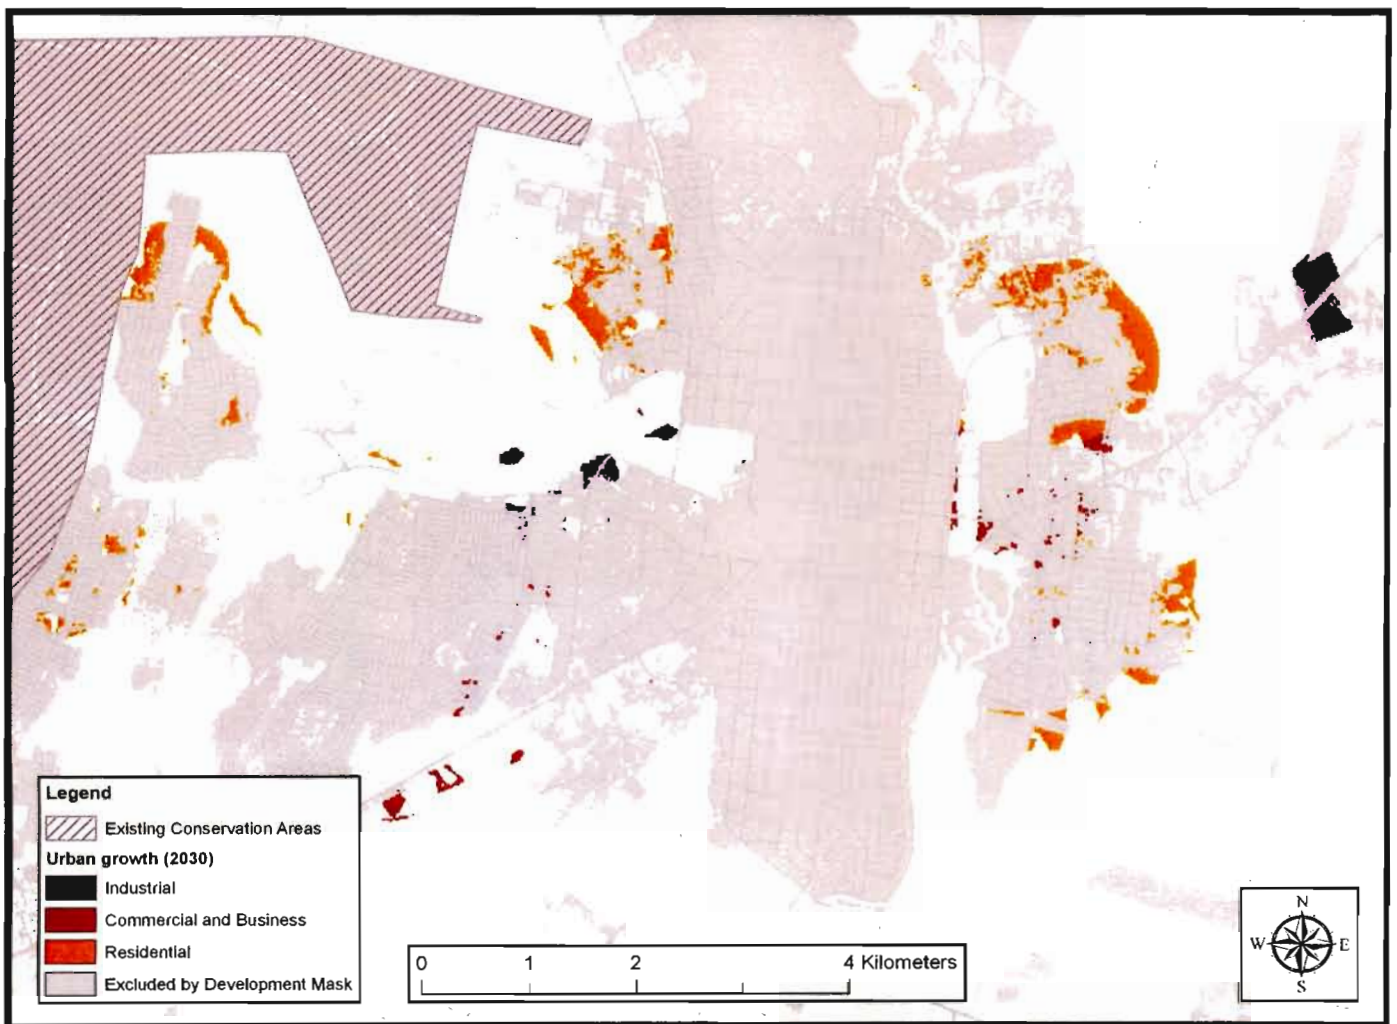 Legend
Existing Conservation Areas
Urban growth (2030)
Industrial
Commercial and Business
Residential
Excluded by Development Mask
0 1 2 4 Kilometers
N
W E
S